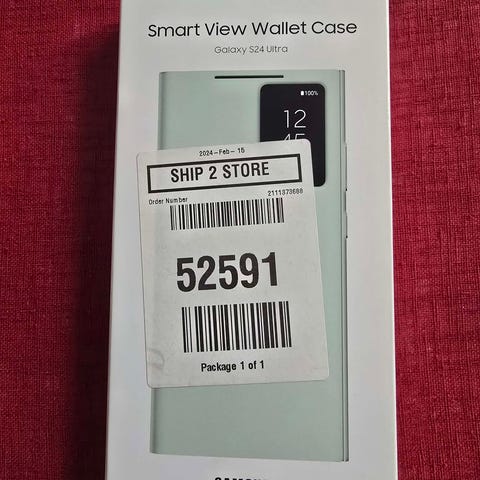 Smart View Wallet Case
Galaxy S24 Ultra
100%
12
45
2024-Feb-15
SHIP 2 STORE
Order Number
2111373688
52591
Package 1 of 1